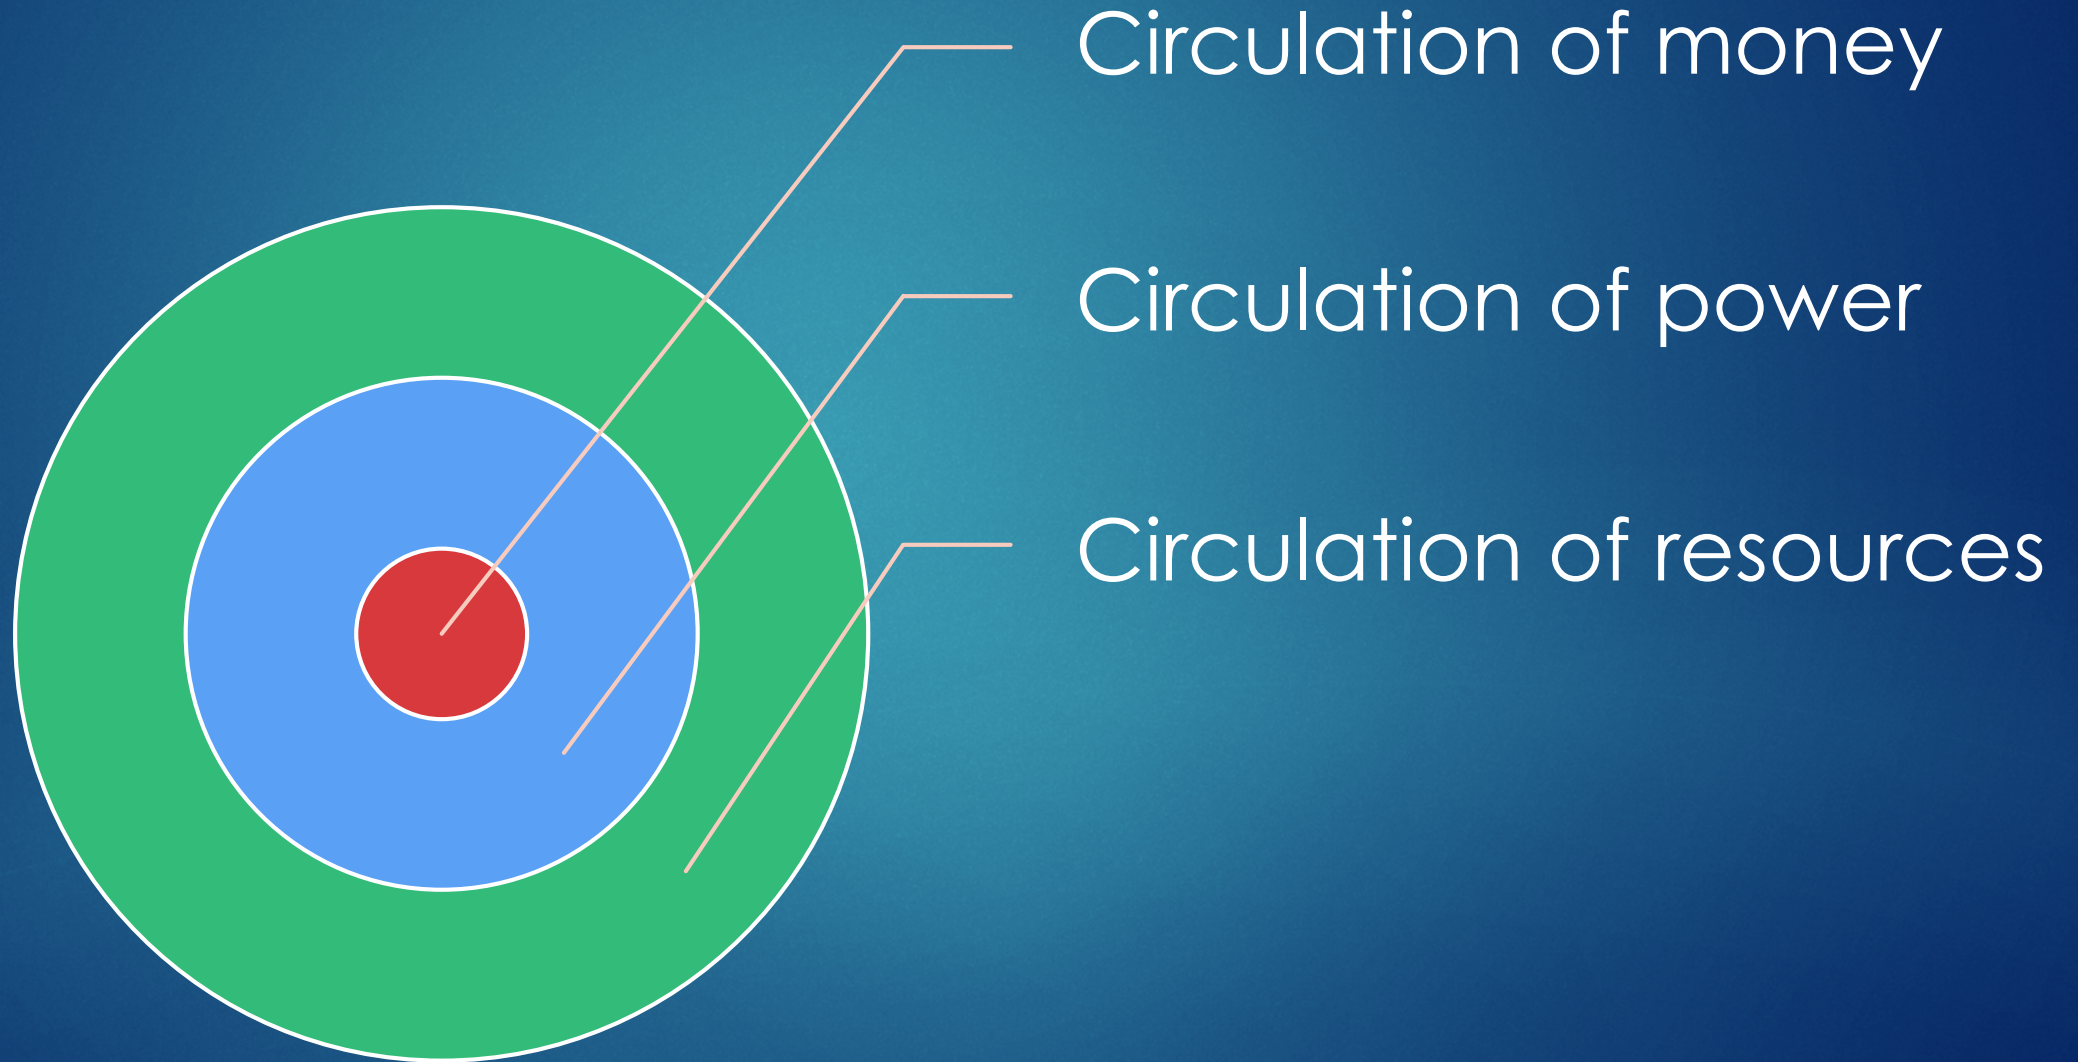 Circulation of money
Circulation of power
Circulation of resources